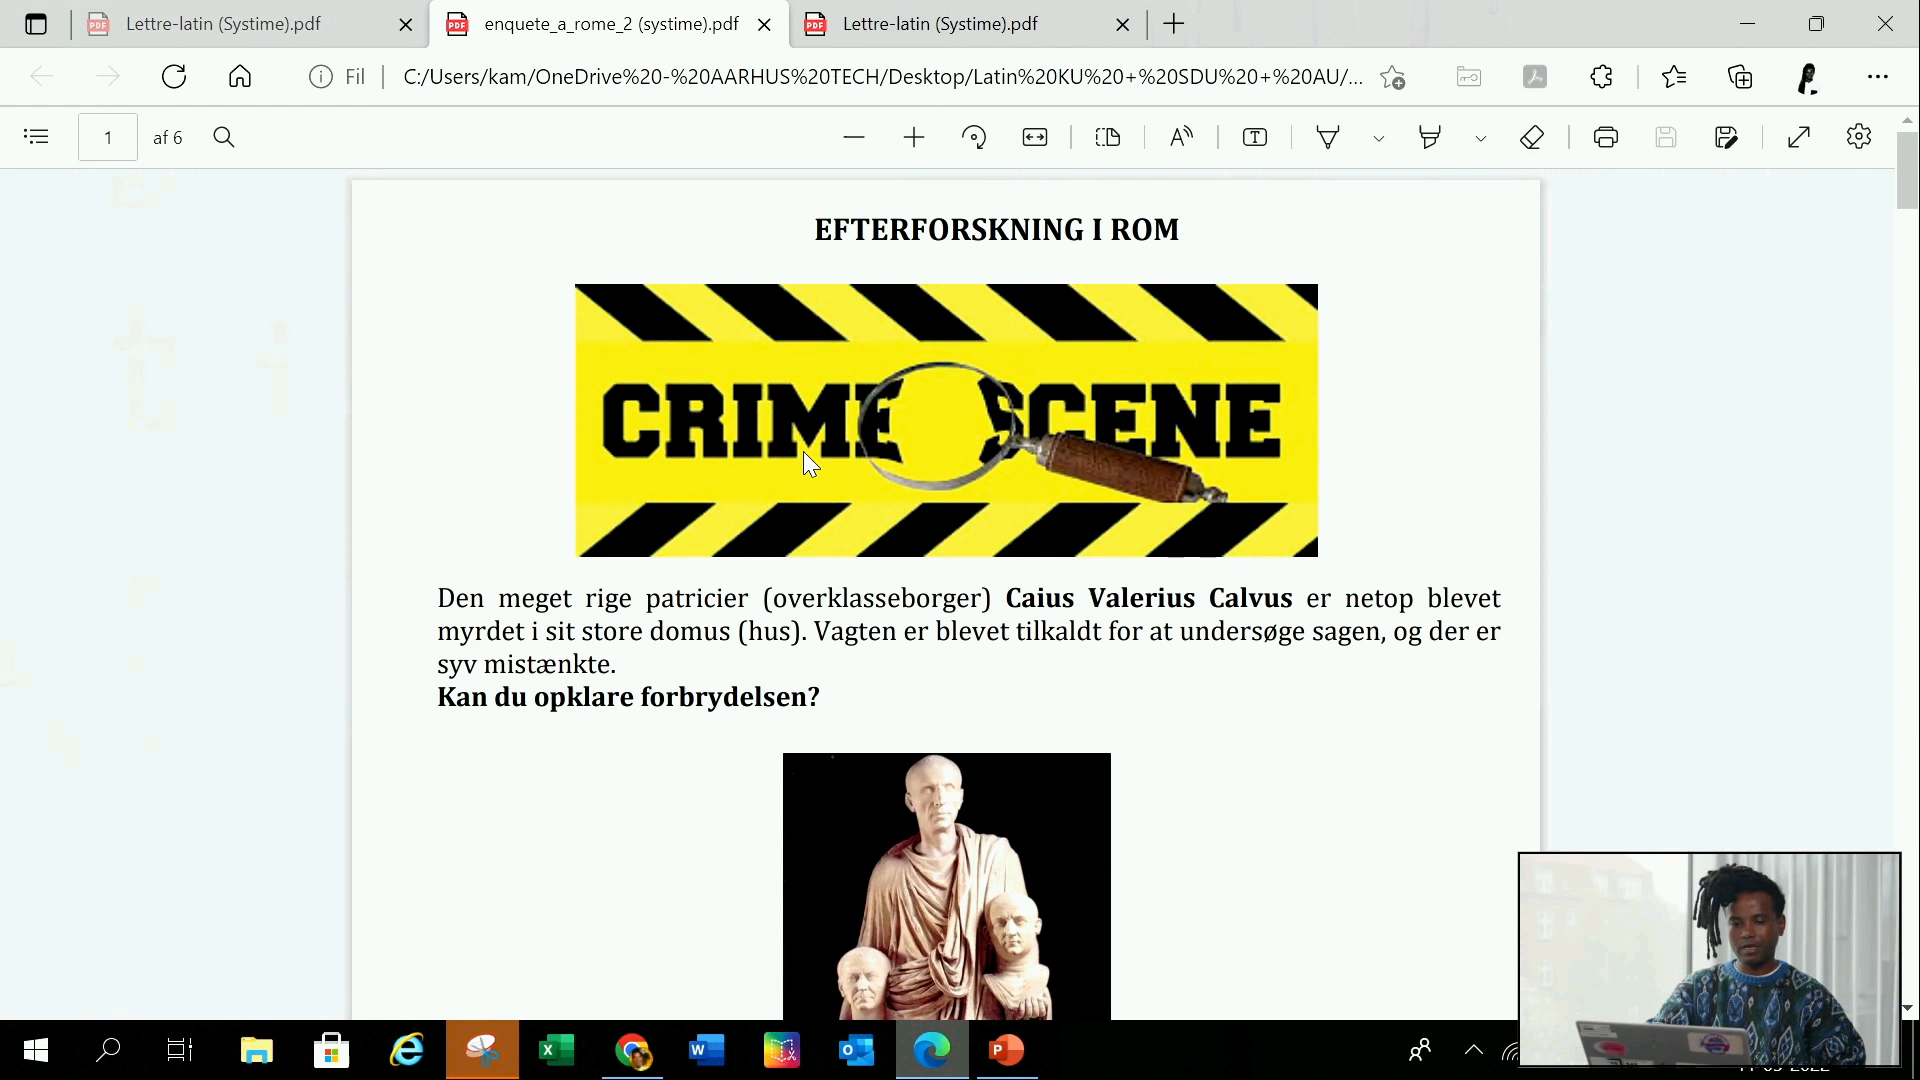 Lettre-latin (Systime).pdf
enquete_a_rome_2 (systime).pdf
Lettre-latin (Systime).pdf
Fil
C:/Users/kam/OneDrive%20-%20AARHUS%20TECH/Desktop/Latin%20KU%20+%20SDU%20+%20AU/...
1 af 6
EFTERFORSKNING I ROM
CRIME SCENE
Den meget rige patricier (overklasseborger) Caius Valerius Calvus er netop blevet
myrdet i sit store domus (hus). Vagten er blevet tilkaldt for at undersøge sagen, og der er
syv mistænkte.
Kan du opklare forbrydelsen?